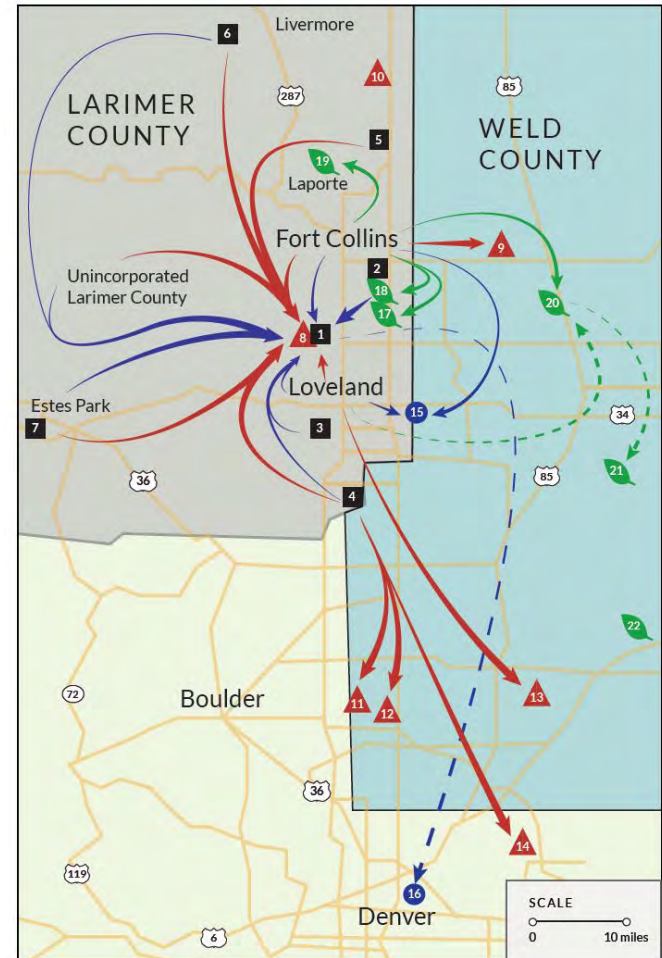 6
Livermore
10
287
85
LARIMER
COUNTY
WELD
COUNTY
5
19
Laporte
Fort Collins
9
2
Unincorporated
Larimer County
18
17
20
8
1
Loveland
15
34
Estes Park
7
3
36
4
85
21
22
72
Boulder
11
12
13
36
14
119
16
Denver
6
SCALE
0
10 miles